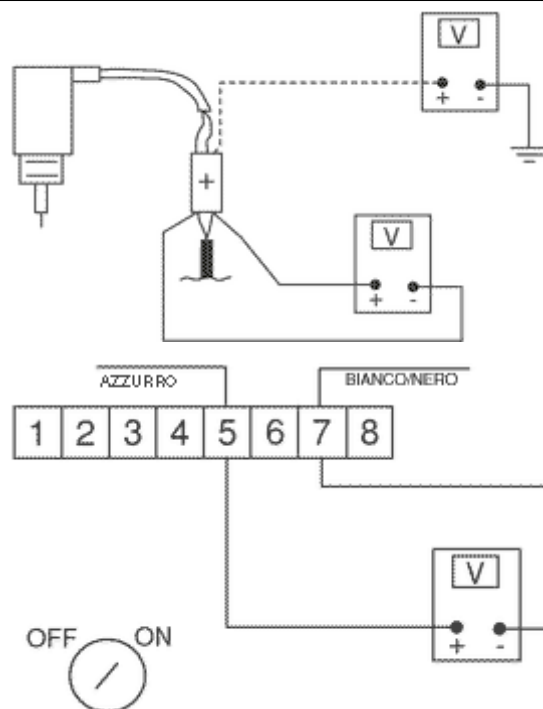 V
+ -
+
V
+ -
AZZURRO BIANCO/NERO
1 2 3 4 5 6 7 8
V
+ -
OFF ON